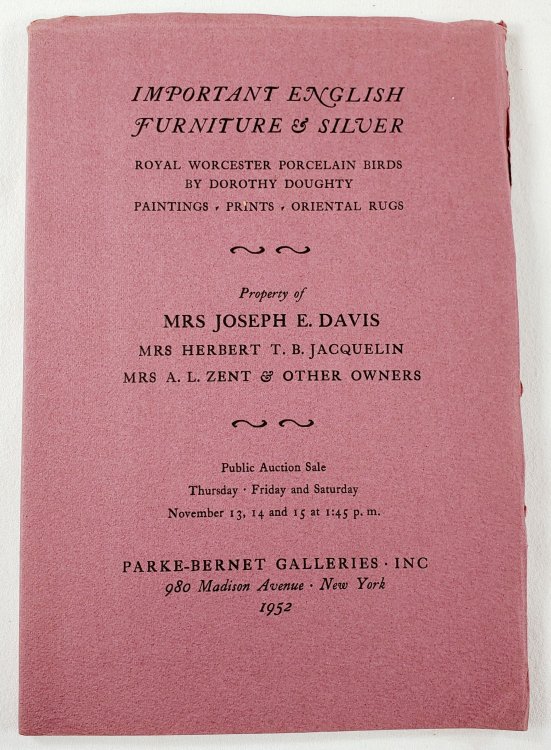 IMPORTANT ENGLISH
FURNITURE & SILVER
ROYAL WORCESTER PORCELAIN BIRDS
BY DOROTHY DOUGHTY
PAINTINGS · PRINTS · ORIENTAL RUGS
Property of
MRS JOSEPH E. DAVIS
MRS HERBERT T. B. JACQUELIN
MRS A. L. ZENT & OTHER OWNERS
Public Auction Sale
Thursday · Friday and Saturday
November 13, 14 and 15 at 1:45 p. m.
PARKE-BERNET GALLERIES · INC
980 Madison Avenue · New York
1952